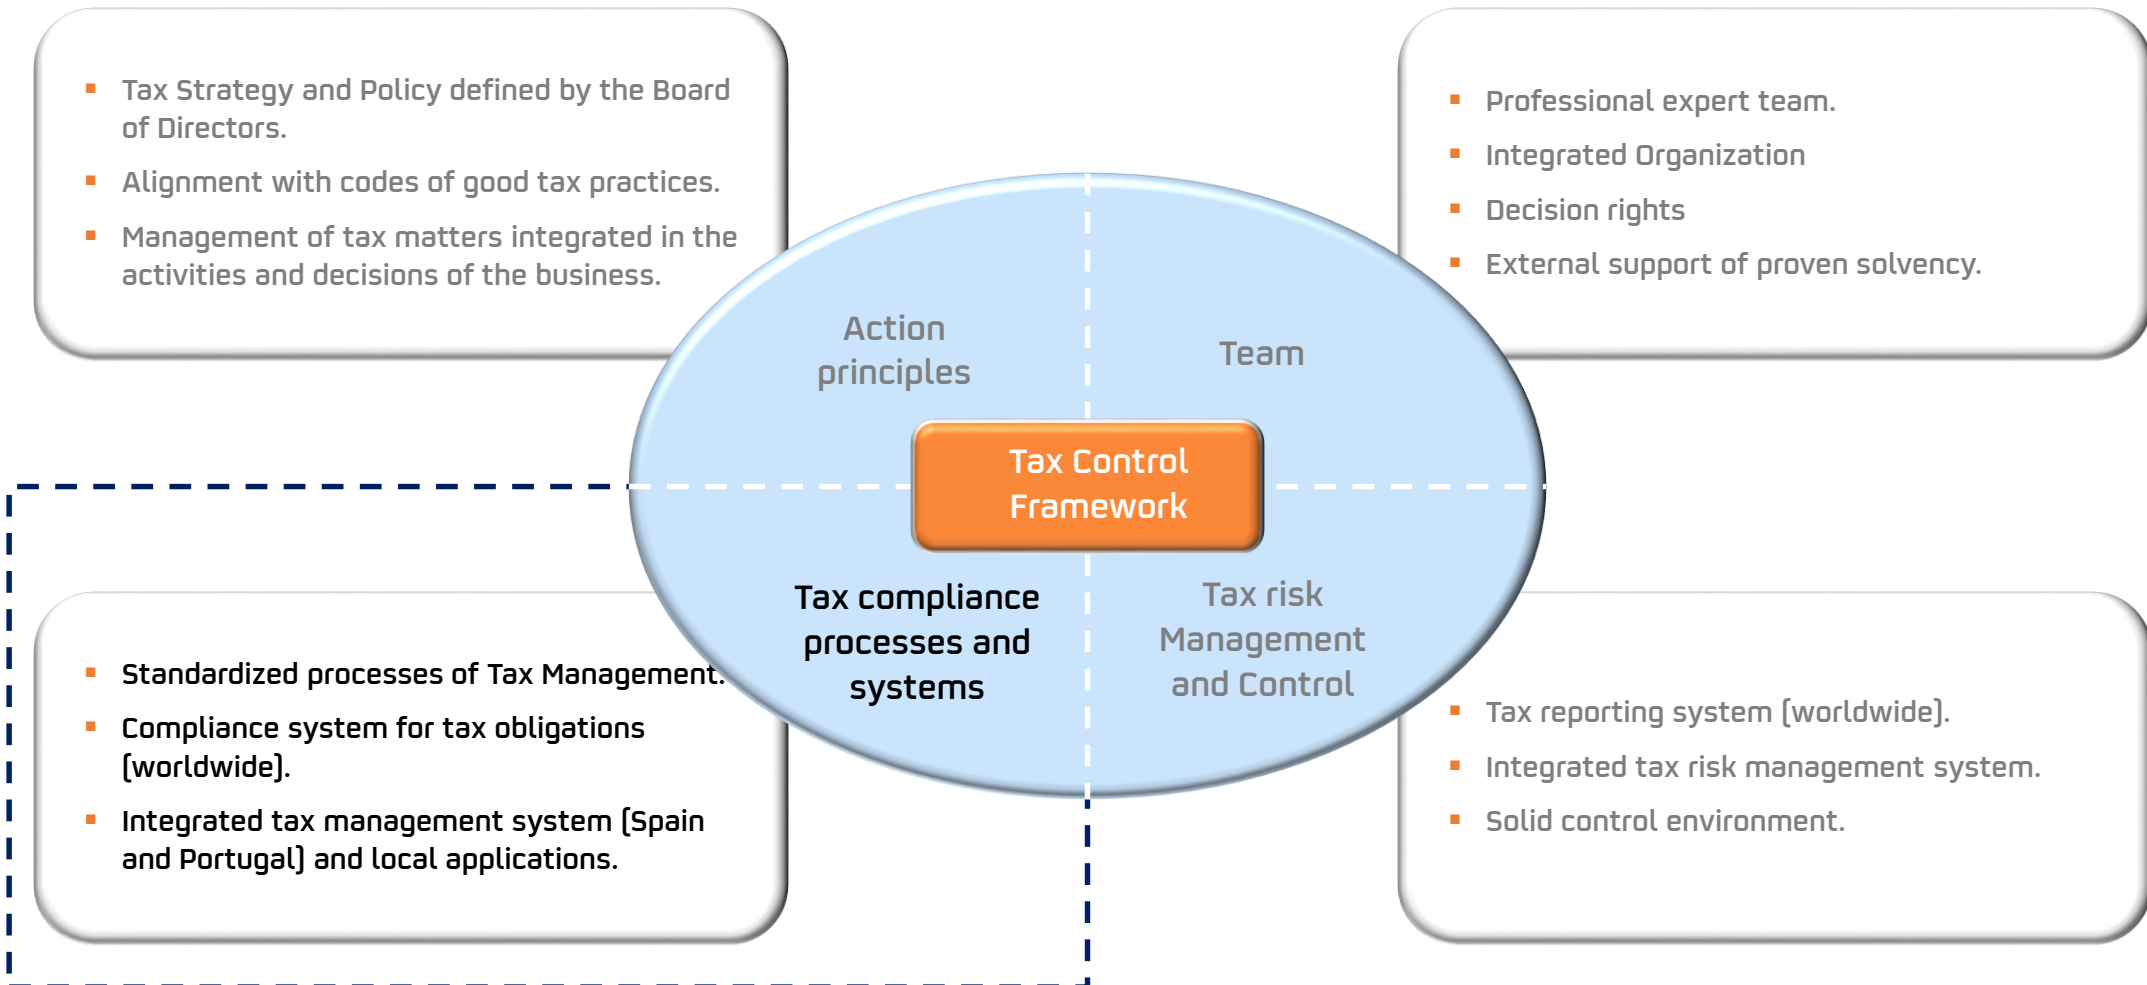 ▪ Tax Strategy and Policy defined by the Board
of Directors.
▪ Alignment with codes of good tax practices.
▪ Management of tax matters integrated in the
activities and decisions of the business.
▪ Professional expert team.
▪ Integrated Organization
▪ Decision rights
▪ External support of proven solvency.
Action
principles
Team
Tax Control
Framework
Tax compliance
processes and
systems
Tax risk
Management
and Control
▪ Standardized processes of Tax Management.
▪ Compliance system for tax obligations
(worldwide).
▪ Integrated tax management system (Spain
and Portugal) and local applications.
▪ Tax reporting system (worldwide).
▪ Integrated tax risk management system.
▪ Solid control environment.